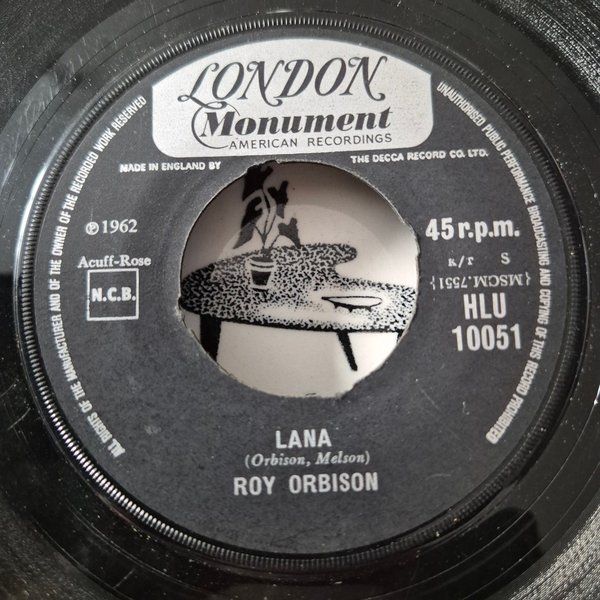 LONDON
Monument
AMERICAN RECORDINGS
MADE IN ENGLAND BY THE DECCA RECORD CO. LTD.
ALL RIGHTS OF THE MANUFACTURER AND OF THE OWNER OF THE RECORDED WORK RESERVED
UNAUTHORISED PUBLIC PERFORMANCE BROADCASTING AND COPYING OF THIS RECORD PROHIBITED
℗1962
45 r.p.m.
Acuff-Rose
N.C.B.
S
J/K
{MSCM.7551}
HLU
10051
LANA
(Orbison, Melson)
ROY ORBISON